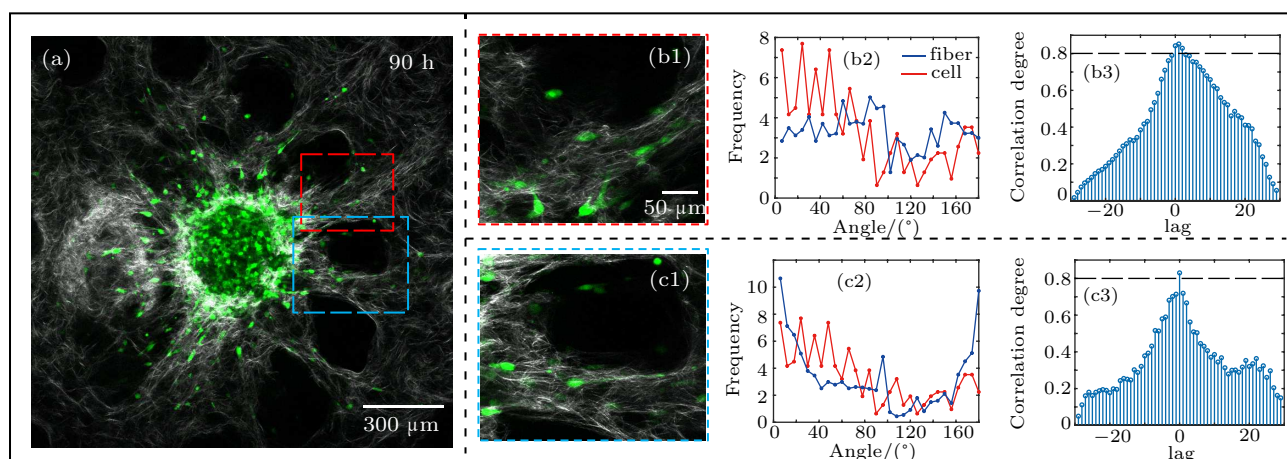 (a)
90 h
300 µm
(b1)
50 µm
(b2)
fiber
cell
Frequency
8
6
4
2
0
0 40 80 120 160
Angle/(°)
(b3)
Correlation degree
0.8
0.6
0.4
0.2
0
−20 0 20
lag
(c1)
(c2)
Frequency
10
8
6
4
2
0
0 40 80 120 160
Angle/(°)
(c3)
Correlation degree
0.8
0.6
0.4
0.2
0
−20 0 20
lag